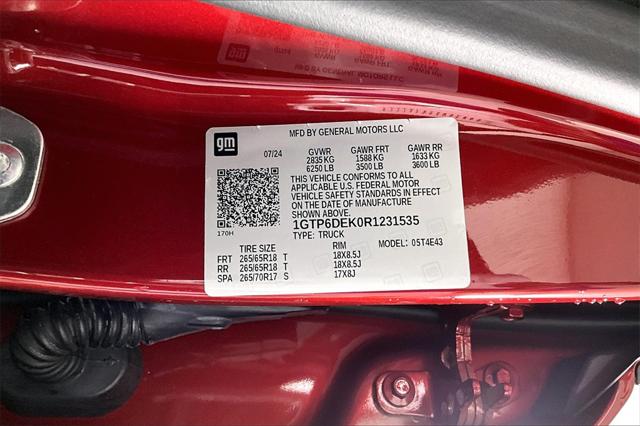 gm
MFD BY GENERAL MOTORS LLC
07/24 GVWR GAWR FRT GAWR RR
2835 KG 1588 KG 1633 KG
6250 LB 3500 LB 3600 LB
THIS VEHICLE CONFORMS TO ALL
APPLICABLE U.S. FEDERAL MOTOR
VEHICLE SAFETY STANDARDS IN EFFECT
ON THE DATE OF MANUFACTURE
SHOWN ABOVE.
1GTP6DEK0R1231535
170H TYPE: TRUCK
TIRE SIZE RIM MODEL: 05T4E43
FRT 265/65R18 T 18X8.5J
RR 265/65R18 T 18X8.5J
SPA 265/70R17 S 17X8J